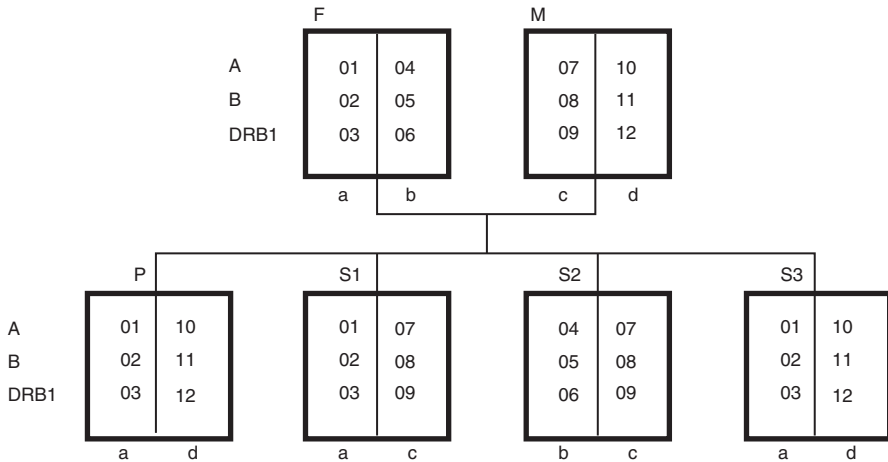 F M
A 01 04 07 10
B 02 05 08 11
DRB1 03 06 09 12
a b c d
P S1 S2 S3
A 01 10 01 07 04 07 01 10
B 02 11 02 08 05 08 02 11
DRB1 03 12 03 09 06 09 03 12
a d a c b c a d